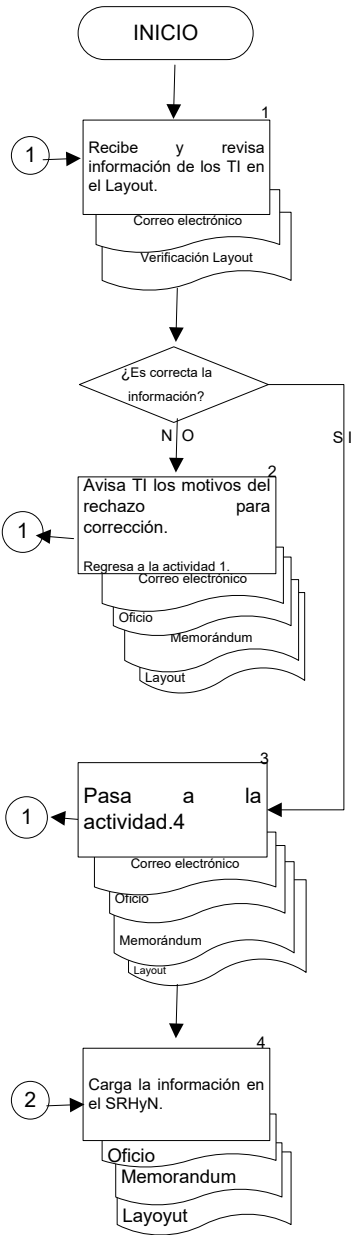 INICIO
1
1
Recibe y revisa
información de los TI en
el Layout.
Correo electrónico
Verificación Layout
¿Es correcta la
información?
N O
S I
2
Avisa TI los motivos del
rechazo para
corrección.
1
Regresa a la actividad 1.
Correo electrónico
Oficio
Memorándum
Layout
3
Pasa a la
actividad.4
1
Correo electrónico
Oficio
Memorándum
Layout
4
Carga la información en
el SRHyN.
2
Oficio
Memorandum
Layoyut